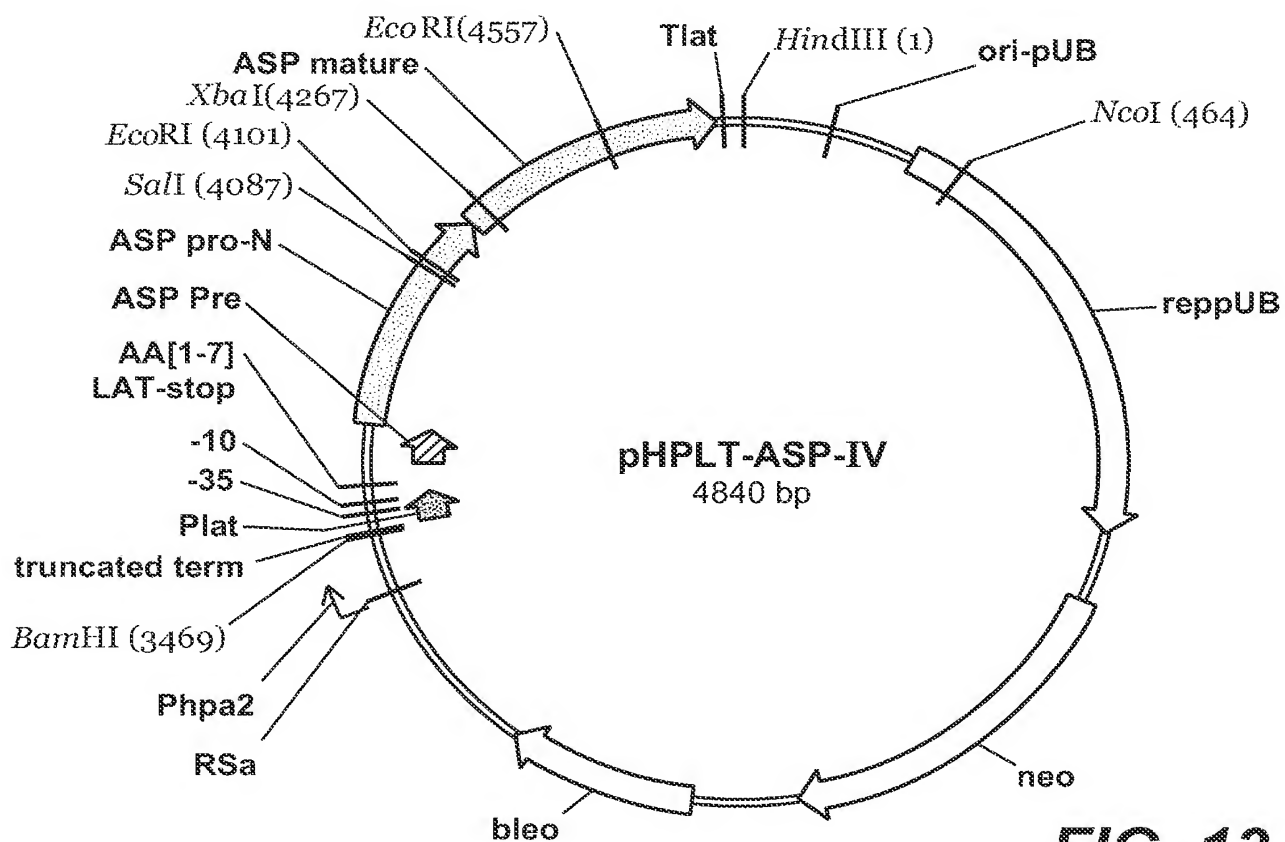 EcoRI(4557)
Tlat
HindIII (1)
ori-pUB
ASP mature
XbaI(4267)
NcoI (464)
EcoRI (4101)
SalI (4087)
ASP pro-N
ASP Pre
reppUB
AA[1-7]
LAT-stop
-10
-35
Plat
truncated term
BamHI (3469)
Phpa2
RSa
pHPLT-ASP-IV
4840 bp
neo
bleo
FIG. 13